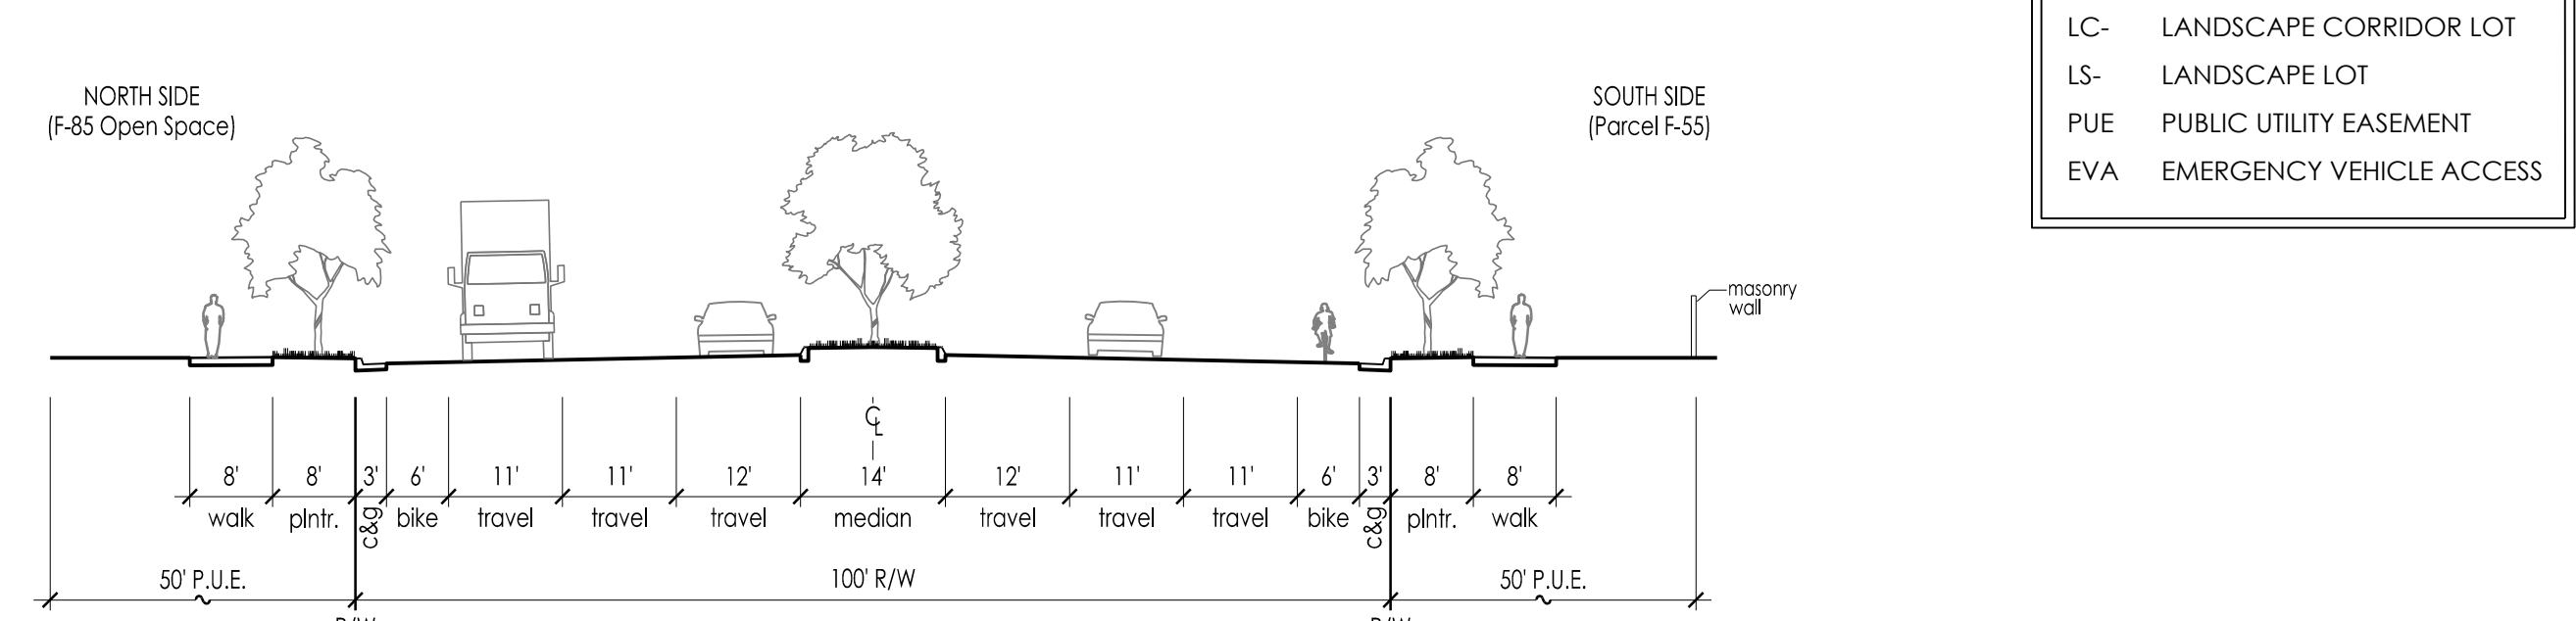 LC- LANDSCAPE CORRIDOR LOT
LS- LANDSCAPE LOT
PUE PUBLIC UTILITY EASEMENT
EVA EMERGENCY VEHICLE ACCESS
NORTH SIDE
(F-85 Open Space)
SOUTH SIDE
(Parcel F-55)
masonry
wall
℄
8' 8' 3' 6' 11' 11' 12' 14' 12' 11' 11' 6' 3' 8' 8'
walk plntr. c&g bike travel travel travel median travel travel travel bike c&g plntr. walk
50' P.U.E. 100' R/W 50' P.U.E.
R/W R/W